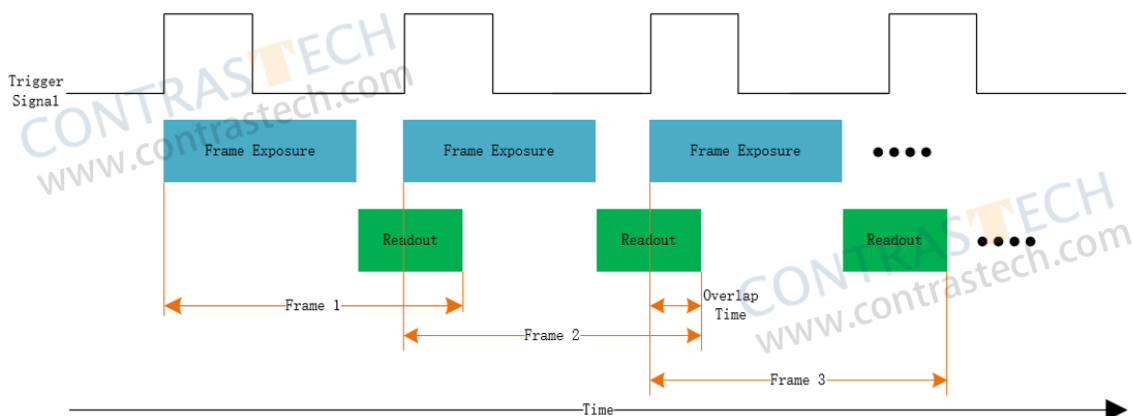 Trigger
Signal
CONTRASTECH
www.contrastech.com
Frame Exposure
Frame Exposure
Frame Exposure
Readout
Readout
Readout
CONTRASTECH
www.contrastech.com
Frame 1
Overlap
Time
Frame 2
Frame 3
Time